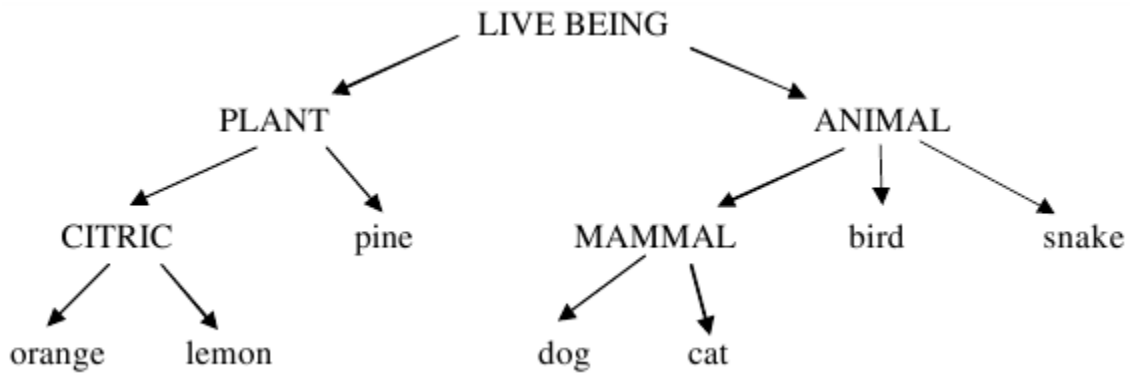 LIVE BEING
PLANT ANIMAL
CITRIC pine MAMMAL bird snake
orange lemon dog cat